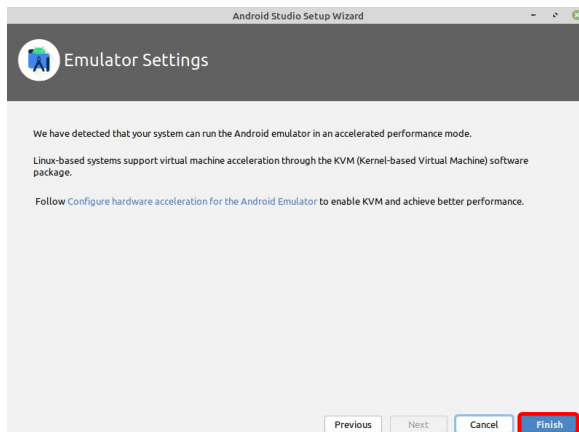 Android Studio Setup Wizard
Emulator Settings
We have detected that your system can run the Android emulator in an accelerated performance mode.
Linux-based systems support virtual machine acceleration through the KVM (Kernel-based Virtual Machine) software
package.
Follow Configure hardware acceleration for the Android Emulator to enable KVM and achieve better performance.
Previous Next Cancel Finish